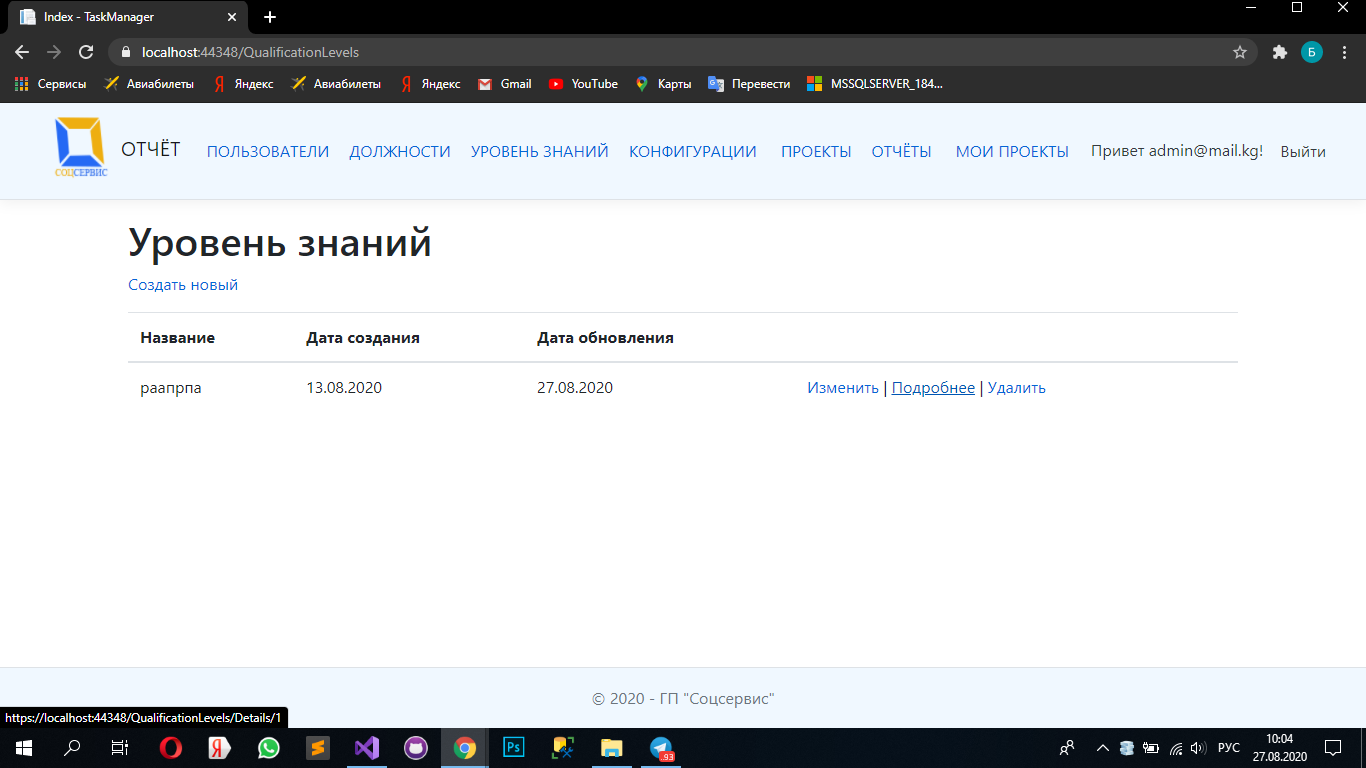 Index - TaskManager
localhost:44348/QualificationLevels
Б
Сервисы Авиабилеты Яндекс Авиабилеты Яндекс Gmail YouTube Карты Перевести MSSQLSERVER_184...
СОЦСЕРВИС
ОТЧЁТ ПОЛЬЗОВАТЕЛИ ДОЛЖНОСТИ УРОВЕНЬ ЗНАНИЙ КОНФИГУРАЦИИ ПРОЕКТЫ ОТЧЁТЫ МОИ ПРОЕКТЫ Привет admin@mail.kg! Выйти
Уровень знаний
Создать новый
Название Дата создания Дата обновления
раапрпа 13.08.2020 27.08.2020 Изменить | Подробнее | Удалить
© 2020 - ГП "Соцсервис"
https://localhost:44348/QualificationLevels/Details/1
Ps
93
РУС
10:04
27.08.2020